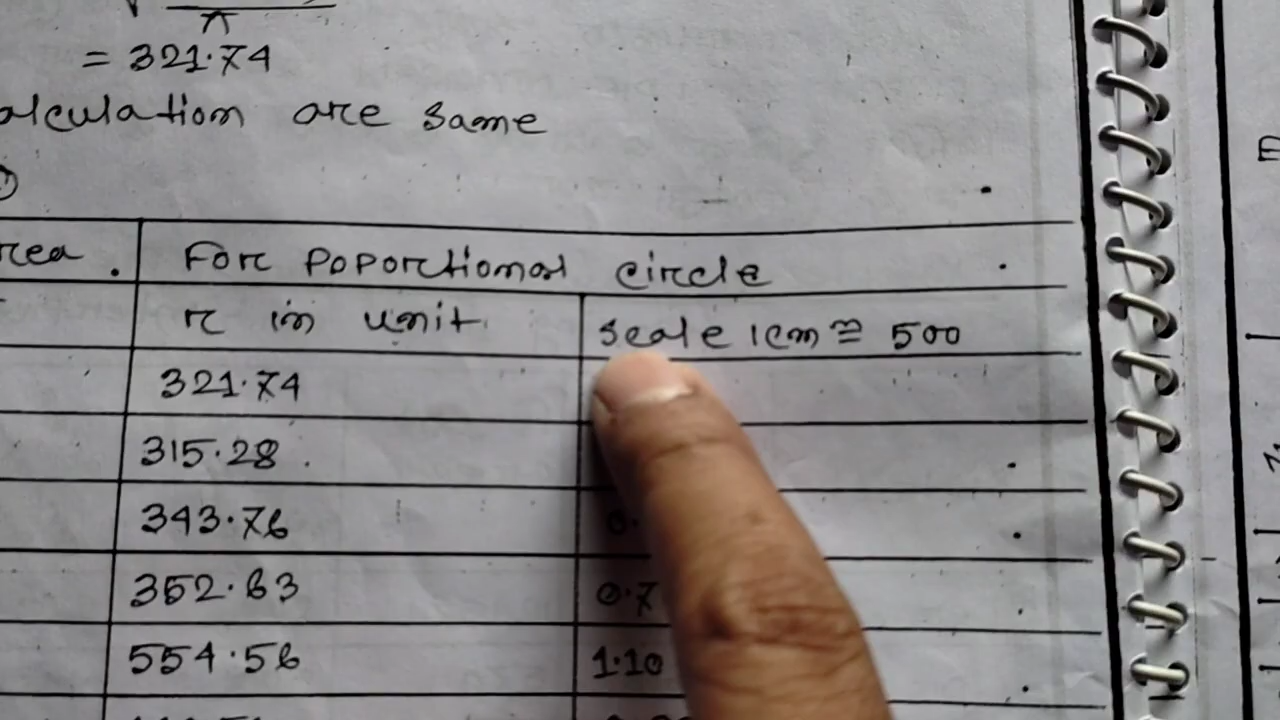 π
= 321.74
alculation are same
rea. For Poportional circle
r in unit scale 1cm ≅ 500
321.74
315.28
343.76 0.
352.63 0.7
554.56 1.10